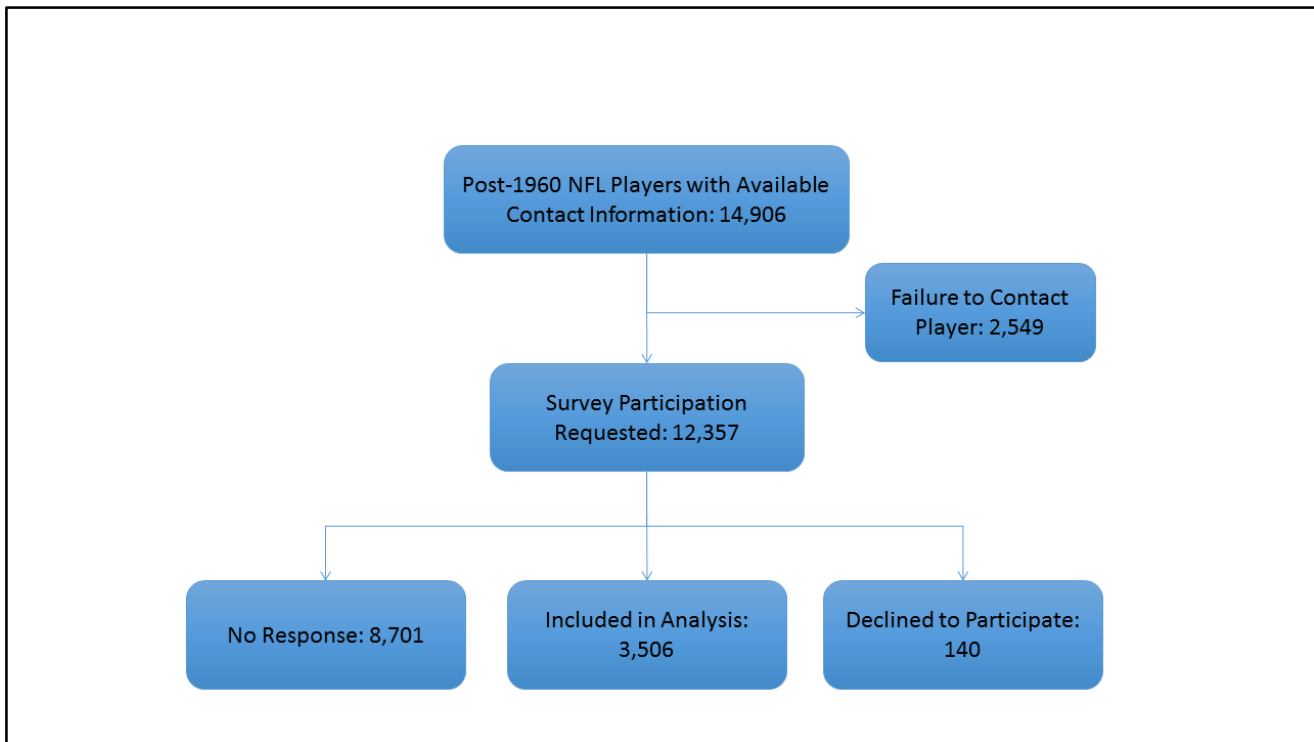 Post-1960 NFL Players with Available
Contact Information: 14,906
Failure to Contact
Player: 2,549
Survey Participation
Requested: 12,357
No Response: 8,701
Included in Analysis:
3,506
Declined to Participate:
140